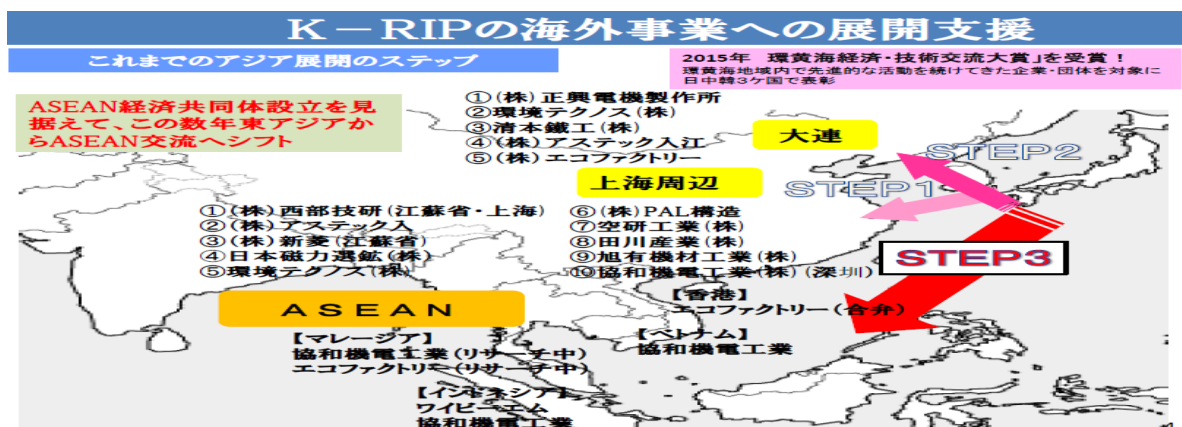 K－RIPの海外事業への展開支援
これまでのアジア展開のステップ
2015年　環黄海経済・技術交流大賞」を受賞！
環黄海地域内で先進的な活動を続けてきた企業・団体を対象に
日中韓3ケ国で表彰
ASEAN経済共同体設立を見
据えて、この数年東アジアか
らASEAN交流へシフト
①(株)正興電機製作所
②環境テクノス(株)
③清本鐵工(株)
④(株)アステック入江
⑤(株)エコファクトリー
大連
STEP2
上海周辺
STEP1
①(株)西部技研(江蘇省・上海)
②(株)アステック入
③(株)新菱(江蘇省)
④日本磁力選鉱(株)
⑤環境テクノス(株)
⑥(株)PAL構造
⑦空研工業(株)
⑧田川産業(株)
⑨旭有機材工業(株)
⑩協和機電工業(株)(深圳)
STEP3
ASEAN
【香港】
エコファクトリー(合弁)
【マレージア】
協和機電工業(リサーチ中)
エコファクトリー(リサーチ中)
【ベトナム】
協和機電工業
【インドネシア】
ワイビーエム
協和機電工業